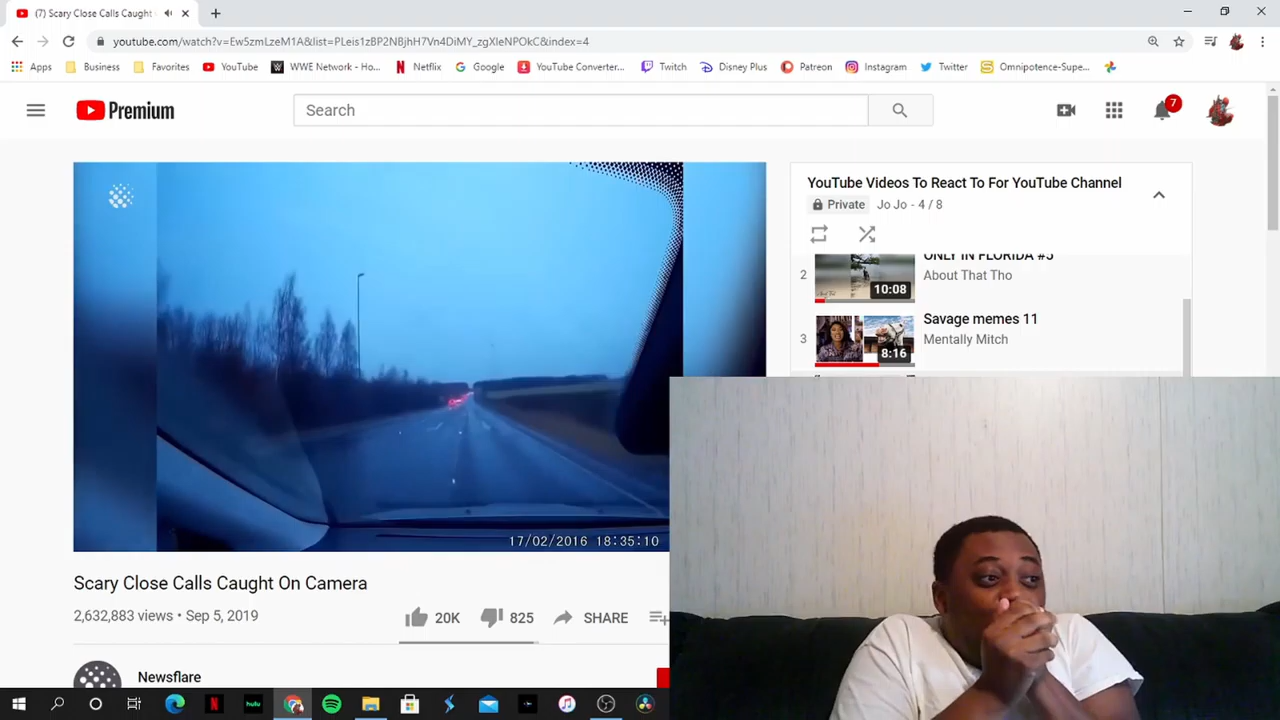 (7) Scary Close Calls Caught
youtube.com/watch?v=Ew5zmLzeM1A&list=PLeis1zBP2NBjhH7Vn4DiMY_zgXIeNPOkC&index=4
Apps Business Favorites YouTube WWE Network - Ho... Netflix Google YouTube Converter... Twitch Disney Plus Patreon Instagram Twitter Omnipotence-Supe...
Premium
Search
7
YouTube Videos To React To For YouTube Channel
Private Jo Jo - 4 / 8
ONLY IN FLORIDA #5
2
About That Tho
10:08
Savage memes 11
3
Mentally Mitch
8:16
17/02/2016 18:35:10
Scary Close Calls Caught On Camera
2,632,883 views • Sep 5, 2019
20K 825 SHARE
Newsflare
hulu